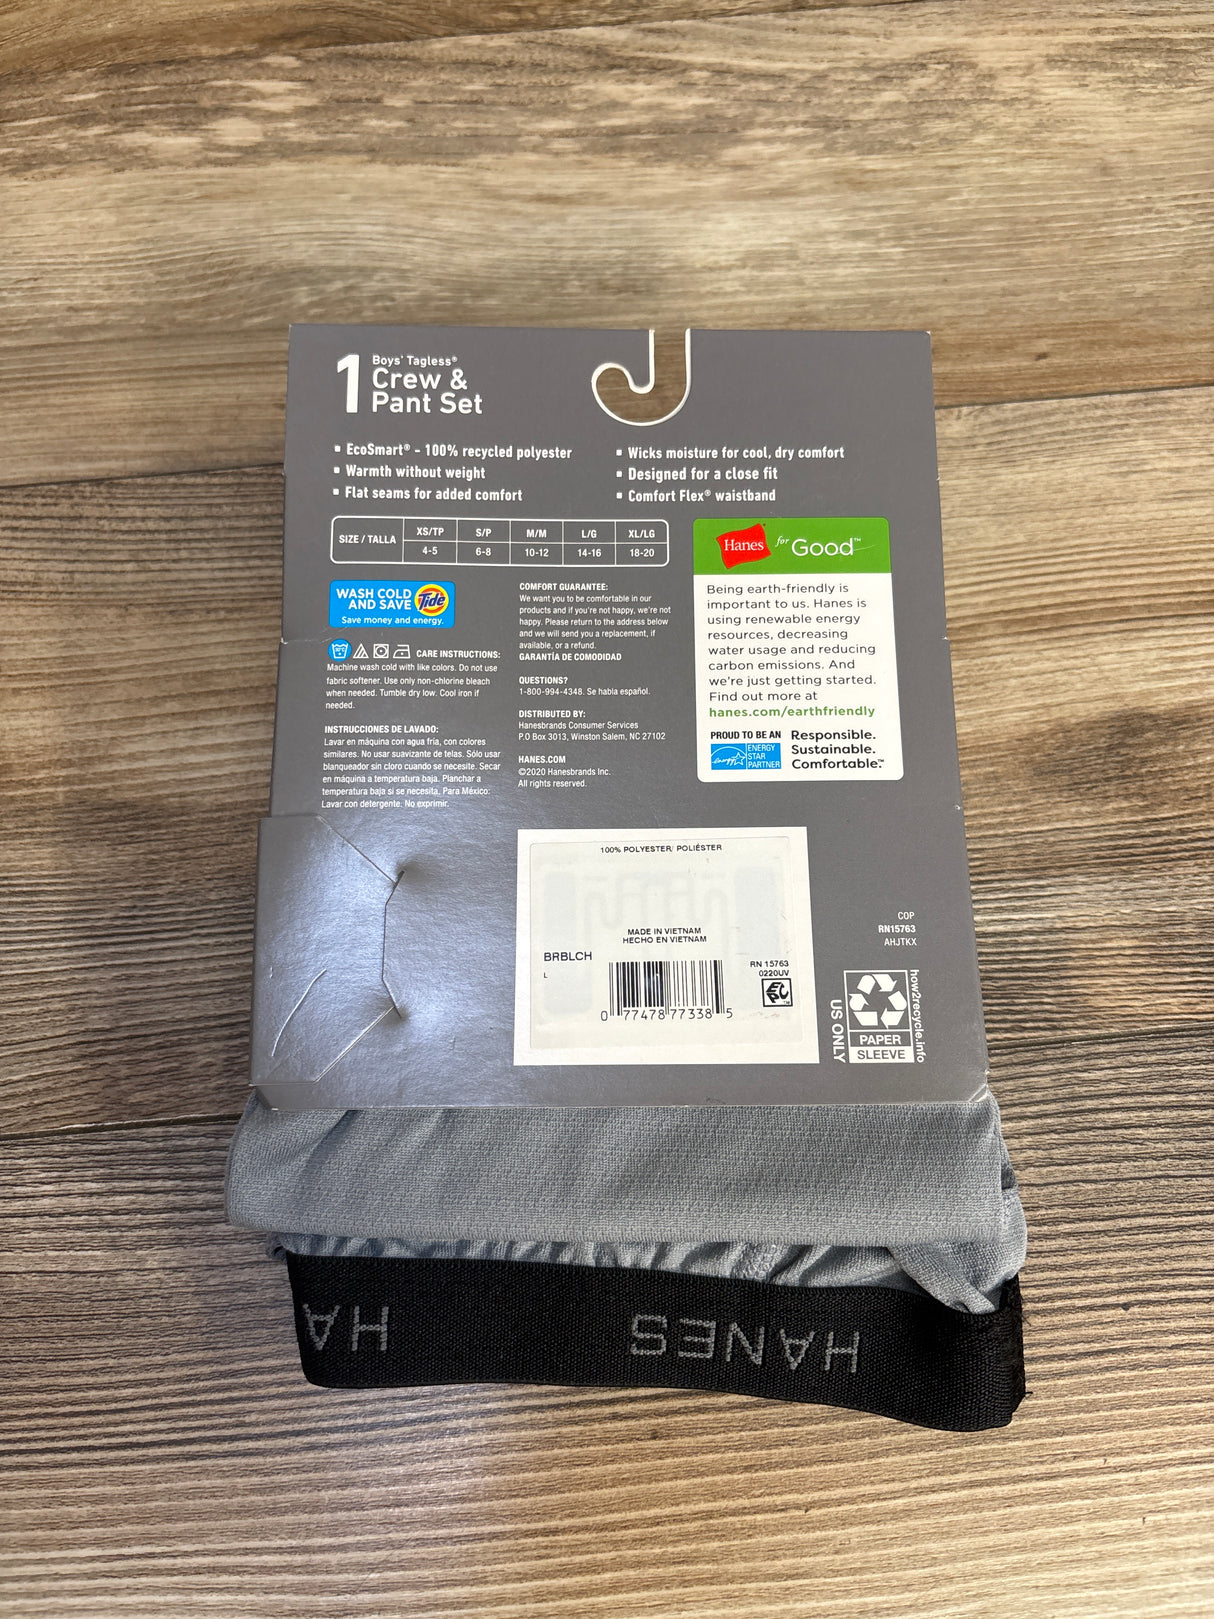 1
Boys' Tagless®
Crew &
Pant Set
▪ EcoSmart® - 100% recycled polyester
▪ Warmth without weight
▪ Flat seams for added comfort
▪ Wicks moisture for cool, dry comfort
▪ Designed for a close fit
▪ Comfort Flex® waistband
SIZE / TALLA XS/TP S/P M/M L/G XL/LG
4-5 6-8 10-12 14-16 18-20
WASH COLD
AND SAVE Tide
Save money and energy.
CARE INSTRUCTIONS:
Machine wash cold with like colors. Do not use
fabric softener. Use only non-chlorine bleach
when needed. Tumble dry low. Cool iron if
needed.
INSTRUCCIONES DE LAVADO:
Lavar en máquina con agua fría, con colores
similares. No usar suavizante de telas. Sólo usar
blanqueador sin cloro cuando se necesite. Secar
en máquina a temperatura baja. Planchar a
temperatura baja si se necesita. Para México:
Lavar con detergente. No exprimir.
COMFORT GUARANTEE:
We want you to be comfortable in our
products and if you're not happy, we're not
happy. Please return to the address below
and we will send you a replacement, if
available, or a refund.
GARANTÍA DE COMODIDAD
QUESTIONS?
1-800-994-4348. Se habla español.
DISTRIBUTED BY:
Hanesbrands Consumer Services
P.O Box 3013, Winston Salem, NC 27102
HANES.COM
©2020 Hanesbrands Inc.
All rights reserved.
Hanes for Good™
Being earth-friendly is
important to us. Hanes is
using renewable energy
resources, decreasing
water usage and reducing
carbon emissions. And
we're just getting started.
Find out more at
hanes.com/earthfriendly
PROUD TO BE AN
ENERGY
STAR
PARTNER
Responsible.
Sustainable.
Comfortable.™
100% POLYESTER/ POLIÉSTER
MADE IN VIETNAM
HECHO EN VIETNAM
BRBLCH
L
RN 15763
0220UV
EPC
0 77478 77338 5
COP
RN15763
AHJTKX
US ONLY
PAPER
SLEEVE
how2recycle.info
HANES
HA